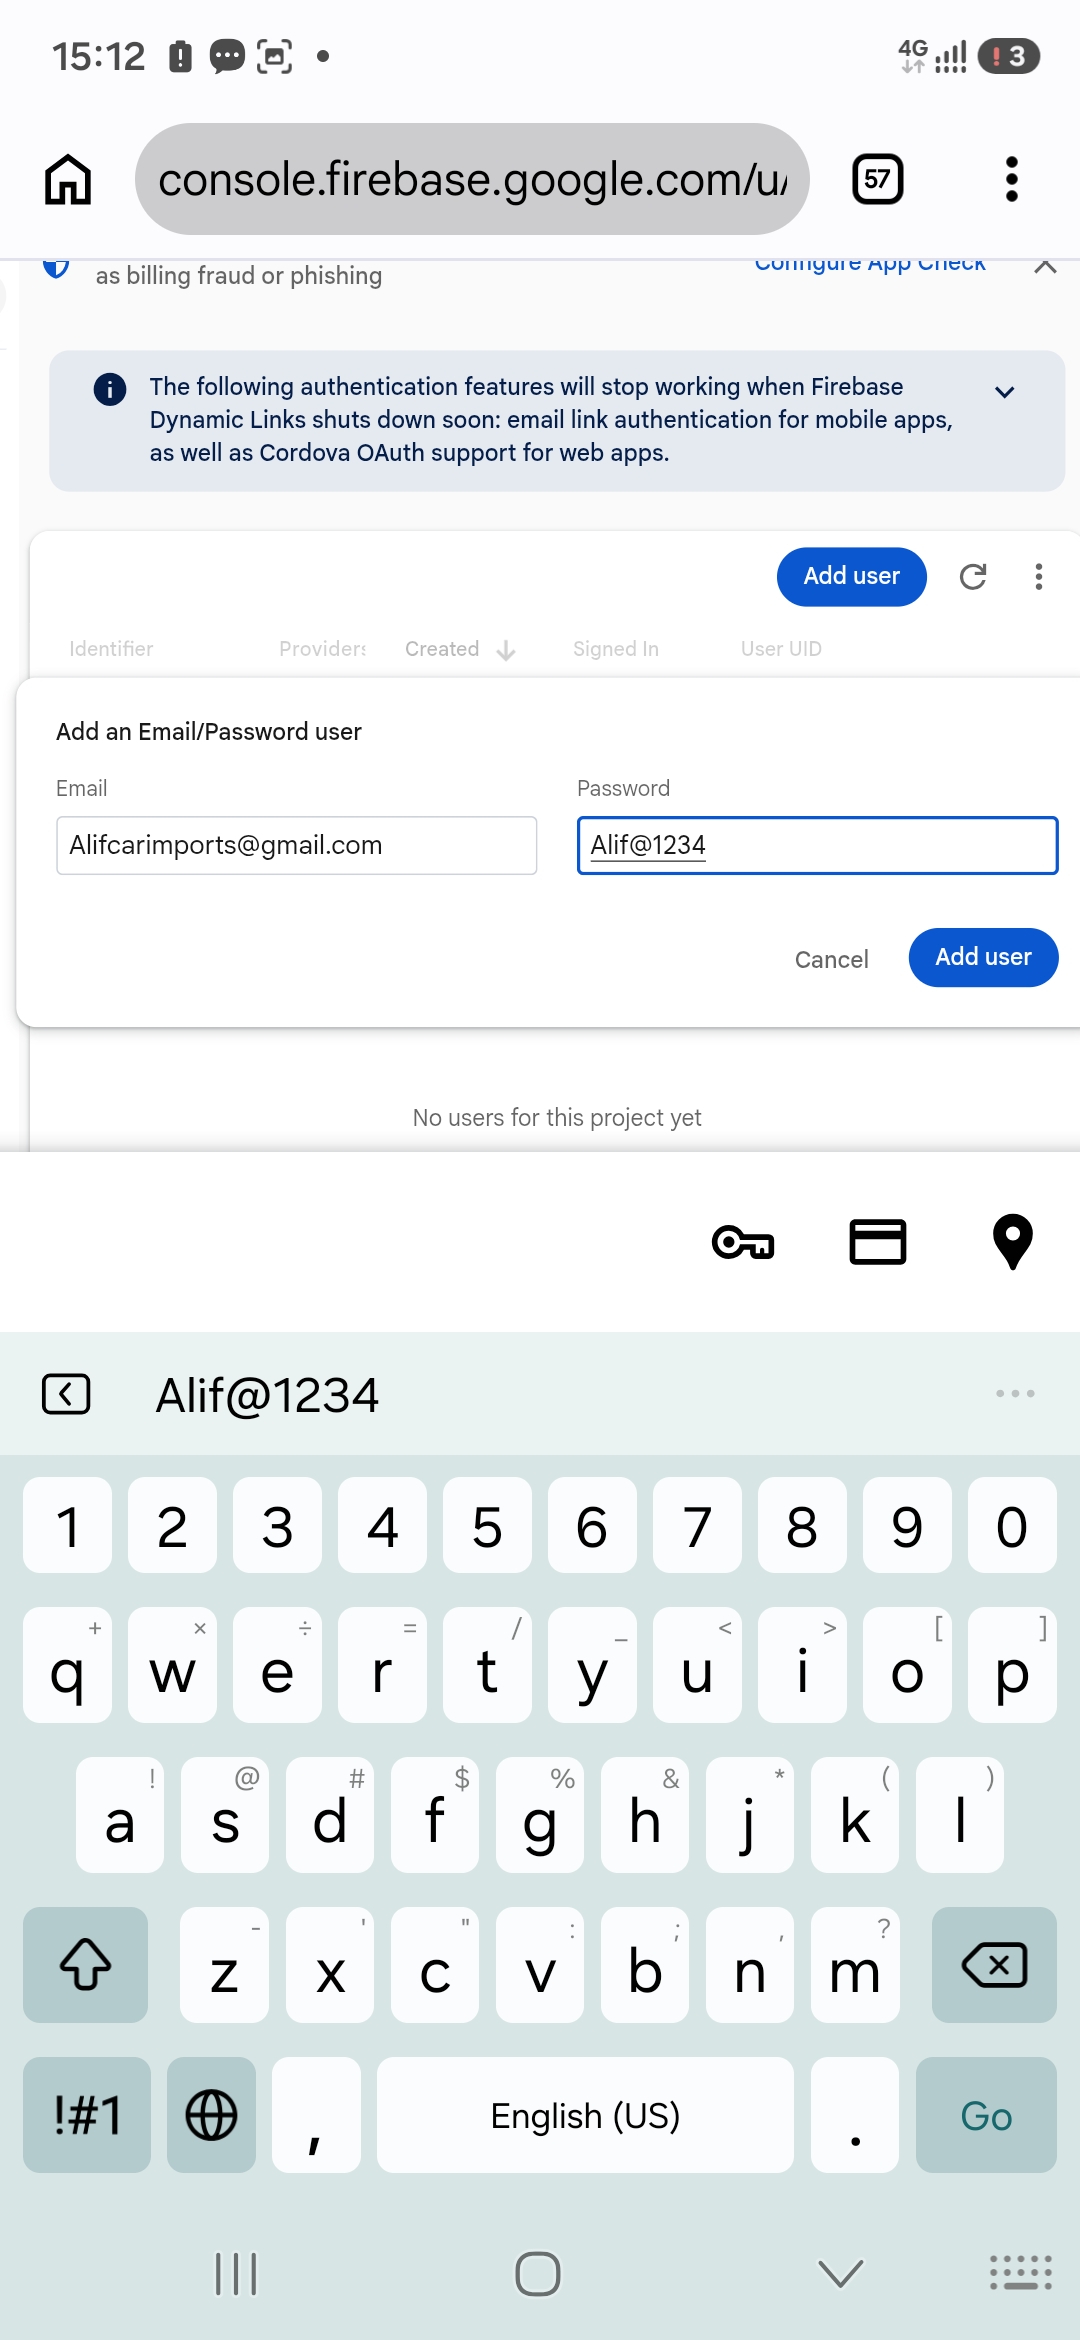 15:12
4G
! 3
console.firebase.google.com/u/
57
as billing fraud or phishing
Configure App Check
The following authentication features will stop working when Firebase
Dynamic Links shuts down soon: email link authentication for mobile apps,
as well as Cordova OAuth support for web apps.
Add user
Identifier Providers Created Signed In User UID
Add an Email/Password user
Email Password
Alifcarimports@gmail.com Alif@1234
Cancel Add user
No users for this project yet
Alif@1234
1 2 3 4 5 6 7 8 9 0
+ × ÷ = / _ < > [ ]
q w e r t y u i o p
! @ # $ % & * ( )
a s d f g h j k l
- ' " : ; , ?
z x c v b n m
!#1 , English (US) . Go